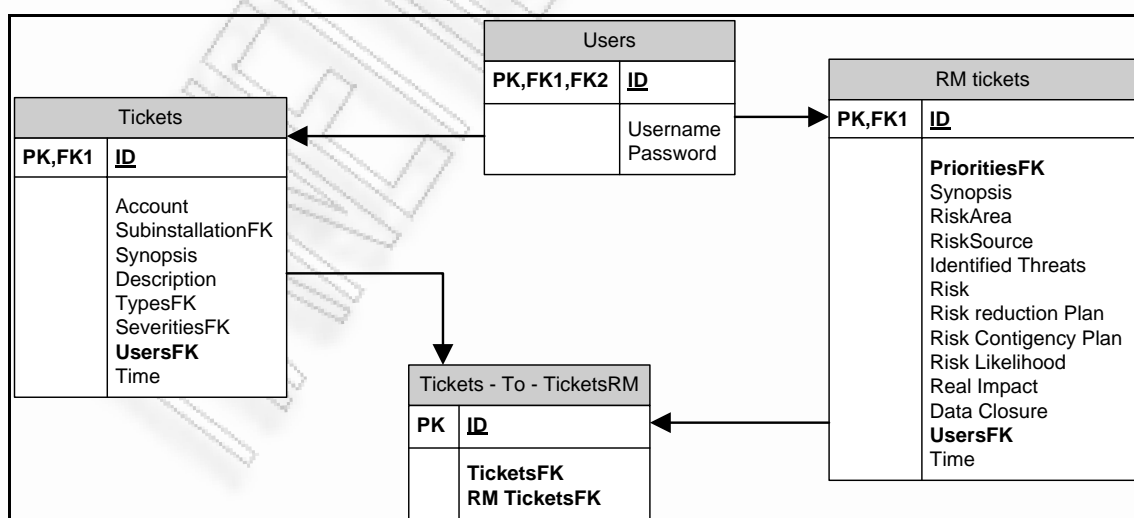 Users
PK,FK1,FK2 ID
Username
Password
Tickets
PK,FK1 ID
Account
SubinstallationFK
Synopsis
Description
TypesFK
SeveritiesFK
UsersFK
Time
RM tickets
PK,FK1 ID
PrioritiesFK
Synopsis
RiskArea
RiskSource
Identified Threats
Risk
Risk reduction Plan
Risk Contigency Plan
Risk Likelihood
Real Impact
Data Closure
UsersFK
Time
Tickets - To - TicketsRM
PK ID
TicketsFK
RM TicketsFK